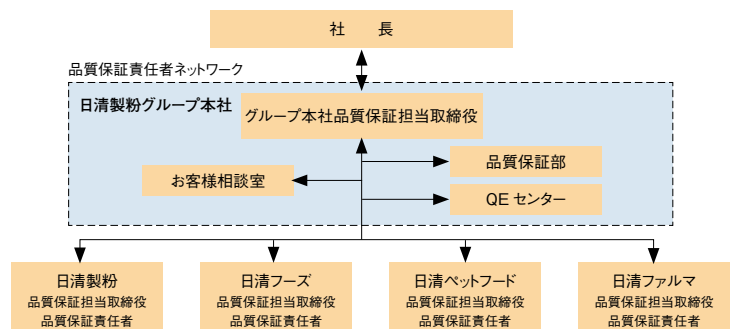 社 長
品質保証責任者ネットワーク
日清製粉グループ本社
グループ本社品質保証担当取締役
品質保証部
お客様相談室
QE センター
日清製粉
品質保証担当取締役
品質保証責任者
日清フーズ
品質保証担当取締役
品質保証責任者
日清ペットフード
品質保証担当取締役
品質保証責任者
日清ファルマ
品質保証担当取締役
品質保証責任者